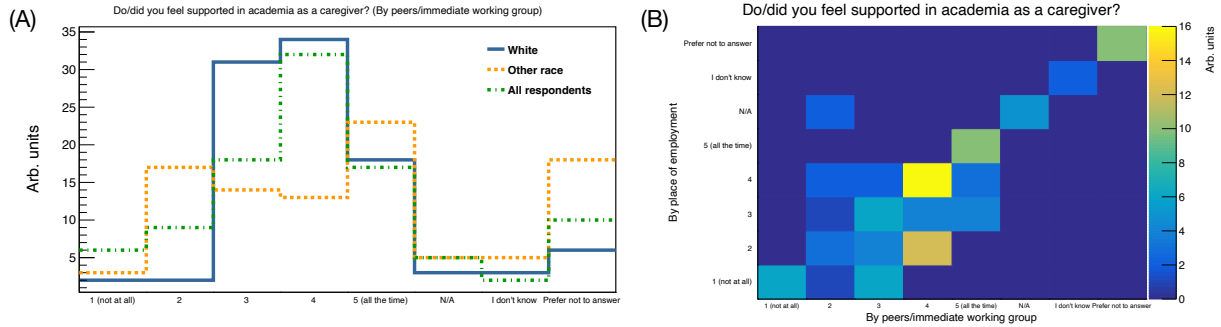 (A)
Do/did you feel supported in academia as a caregiver? (By peers/immediate working group)
Arb. units
35
30
25
20
15
10
5
White
Other race
All respondents
1 (not at all) 2 3 4 5 (all the time) N/A I don't know Prefer not to answer
(B)
Do/did you feel supported in academia as a caregiver?
By place of employment
Prefer not to answer
I don't know
N/A
5 (all the time)
4
3
2
1 (not at all)
1 (not at all) 2 3 4 5 (all the time) N/A I don't know Prefer not to answer
By peers/immediate working group
16
14
12
10
8
6
4
2
0
Arb. units